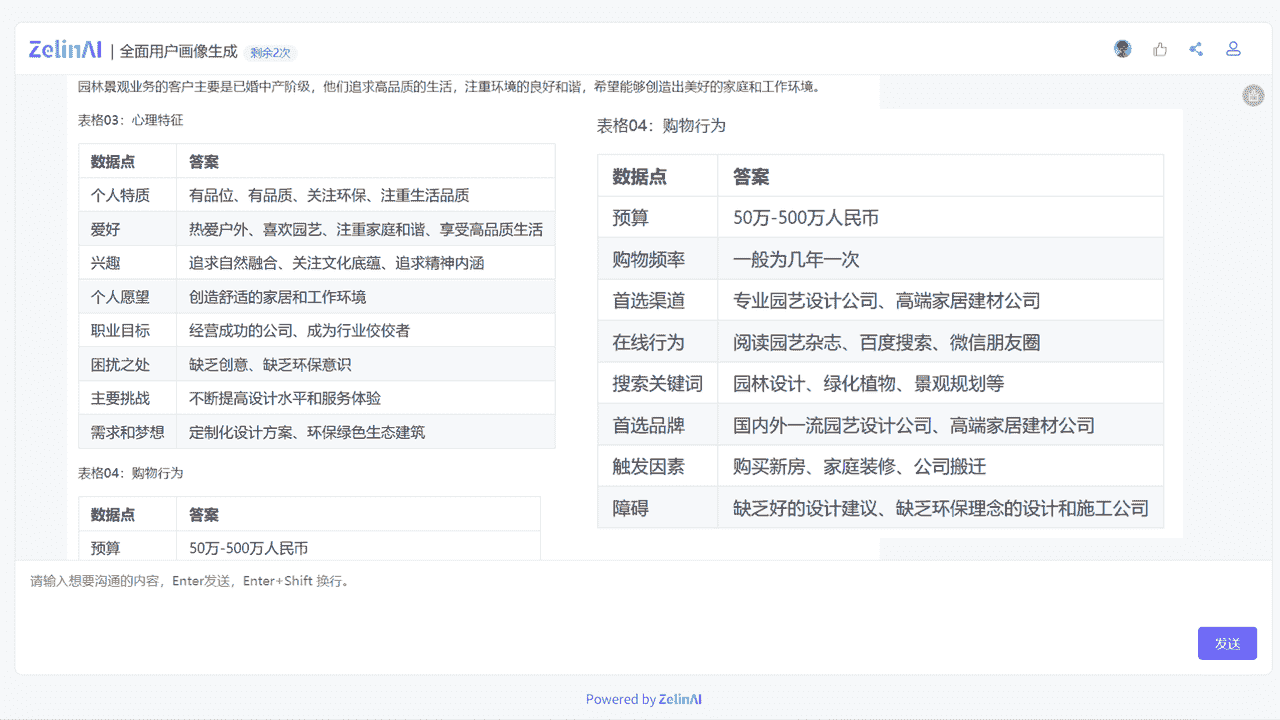 ZelinAI | 全面用户画像生成 剩余2次
园林景观业务的客户主要是已婚中产阶级，他们追求高品质的生活，注重环境的良好和谐，希望能够创造出美好的家庭和工作环境。
表格03：心理特征
数据点 答案
个人特质 有品位、有品质、关注环保、注重生活品质
爱好 热爱户外、喜欢园艺、注重家庭和谐、享受高品质生活
兴趣 追求自然融合、关注文化底蕴、追求精神内涵
个人愿望 创造舒适的家居和工作环境
职业目标 经营成功的公司、成为行业佼佼者
困扰之处 缺乏创意、缺乏环保意识
主要挑战 不断提高设计水平和服务体验
需求和梦想 定制化设计方案、环保绿色生态建筑
表格04：购物行为
数据点 答案
预算 50万-500万人民币
表格04：购物行为
数据点 答案
预算 50万-500万人民币
购物频率 一般为几年一次
首选渠道 专业园艺设计公司、高端家居建材公司
在线行为 阅读园艺杂志、百度搜索、微信朋友圈
搜索关键词 园林设计、绿化植物、景观规划等
首选品牌 国内外一流园艺设计公司、高端家居建材公司
触发因素 购买新房、家庭装修、公司搬迁
障碍 缺乏好的设计建议、缺乏环保理念的设计和施工公司
请输入想要沟通的内容，Enter发送，Enter+Shift 换行。
发送
Powered by ZelinAI